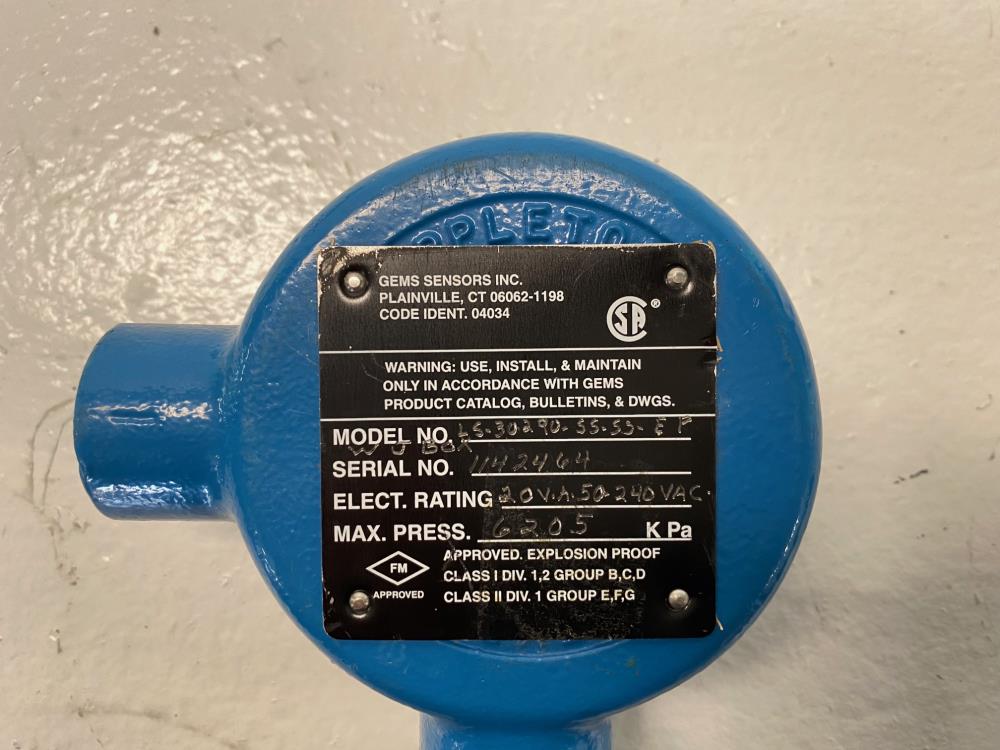 PPLETO
GEMS SENSORS INC.
PLAINVILLE, CT 06062-1198
CODE IDENT. 04034
SA ®
WARNING: USE, INSTALL, & MAINTAIN
ONLY IN ACCORDANCE WITH GEMS
PRODUCT CATALOG, BULLETINS, & DWGS.
MODEL NO. LS-30290-SS-SS-EP
W J BOX
SERIAL NO. 1142464
ELECT. RATING 20 V.A. 50-240 VAC.
MAX. PRESS. 6205 K Pa
FM
APPROVED
APPROVED. EXPLOSION PROOF
CLASS I DIV. 1,2 GROUP B,C,D
CLASS II DIV. 1 GROUP E,F,G